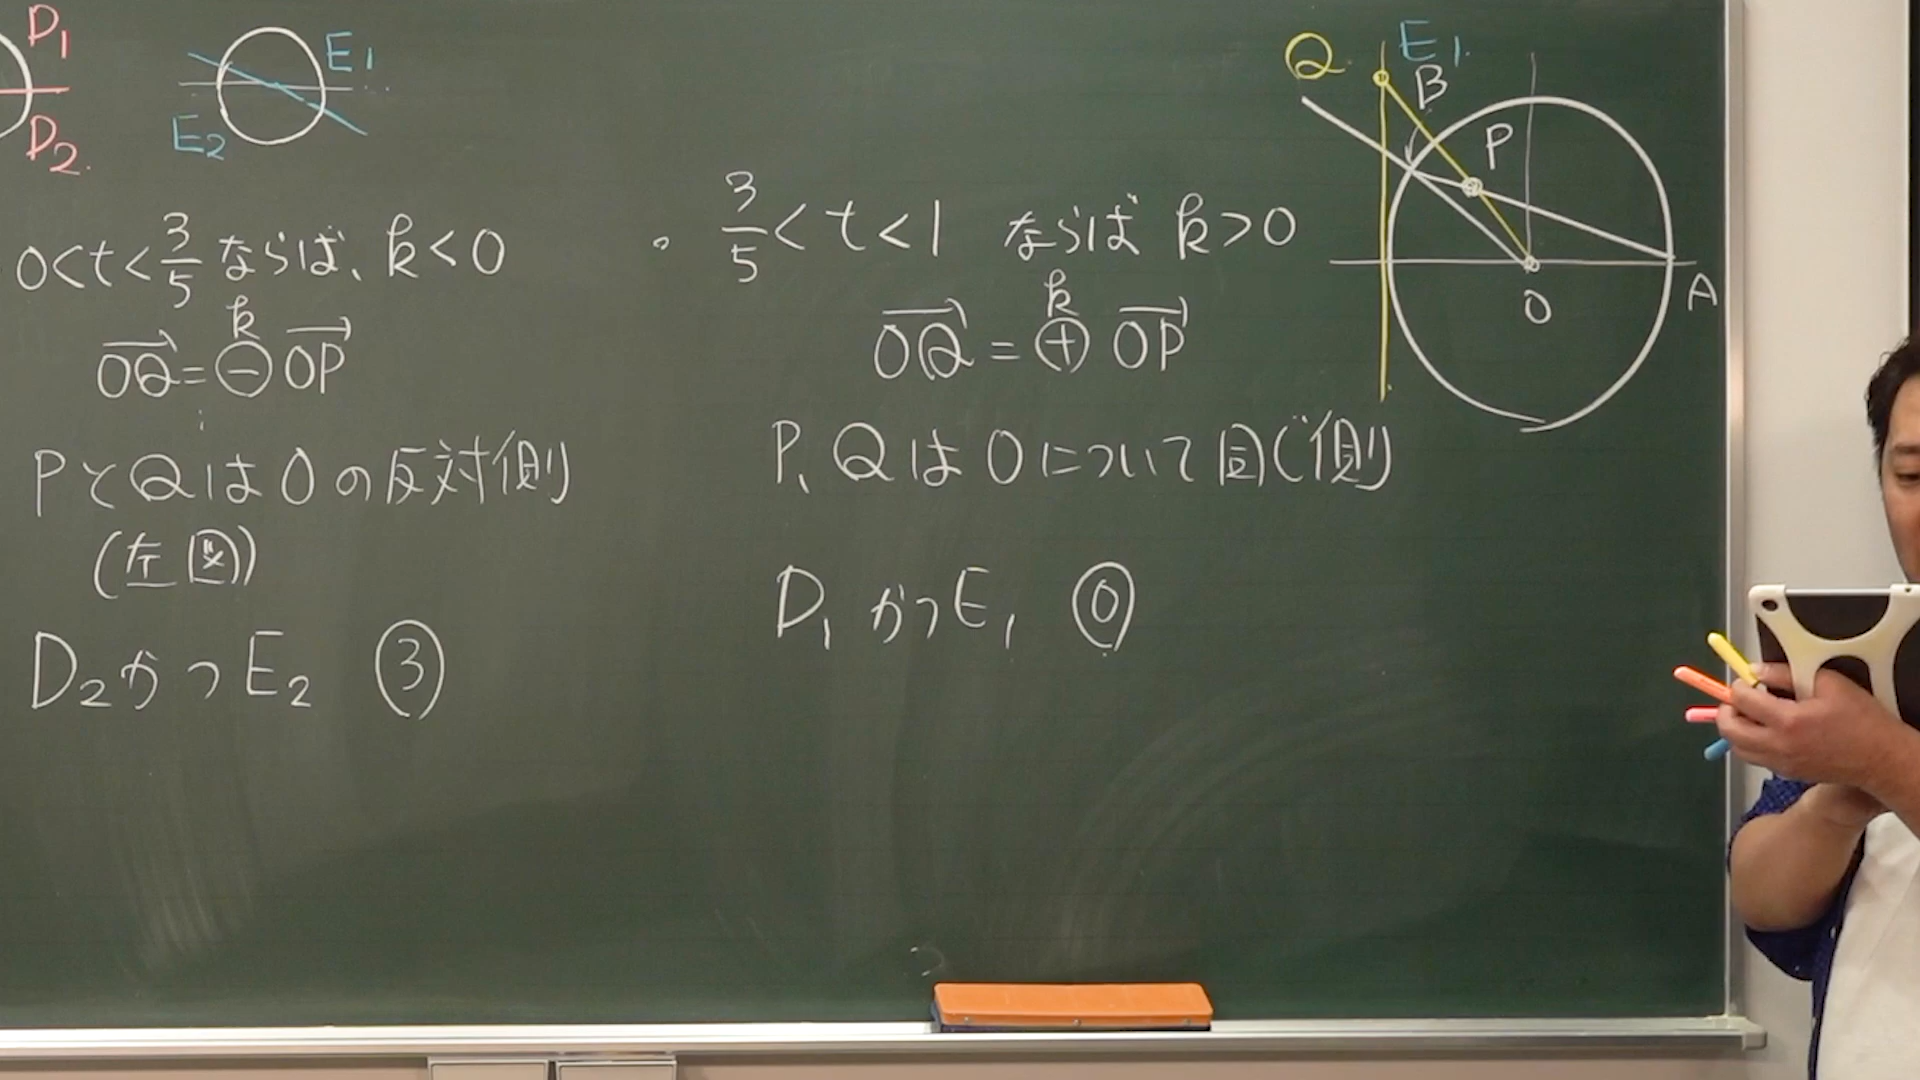 D₁
D₂.
E₁
E₂
0<t<3/5 ならば、k<0
k
OQ→=⊖OP→
PとQはOの反対側
(左図)
D₂かつE₂ ③
。3/5<t<1 ならば k>0
k
OQ→=⊕OP→
P、QはOについて同じ側
D₁かつE₁ ⓪
Q
E₁.
B
P
A
O